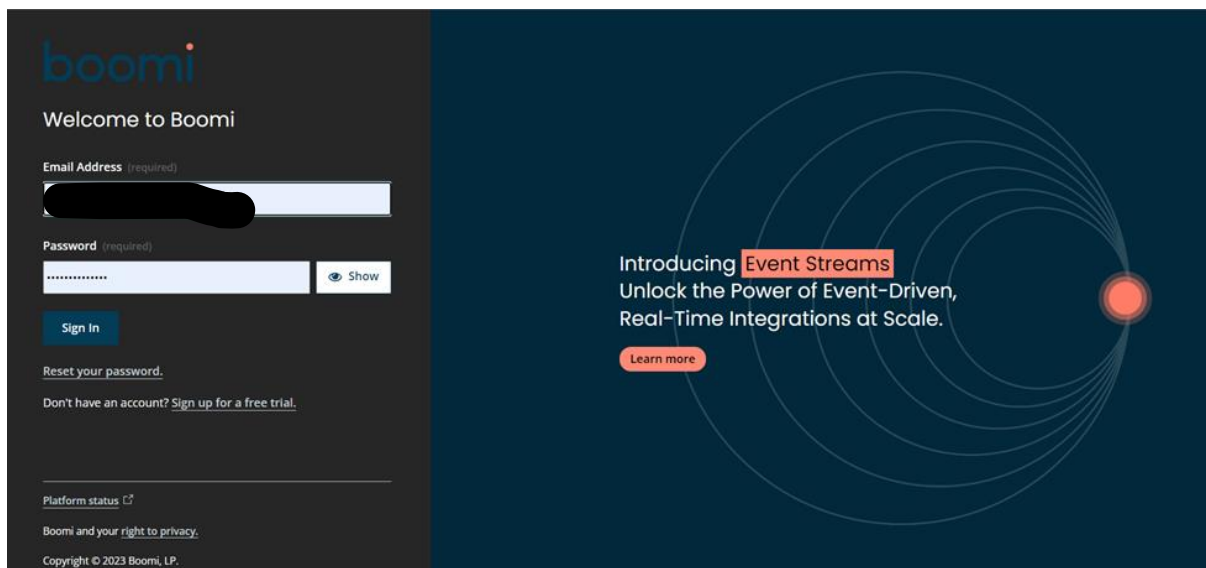 boomi
Welcome to Boomi
Email Address (required)
Password (required)
Show
Sign In
Reset your password.
Don't have an account? Sign up for a free trial.
Platform status
Boomi and your right to privacy.
Copyright © 2023 Boomi, LP.
Introducing Event Streams
Unlock the Power of Event-Driven,
Real-Time Integrations at Scale.
Learn more